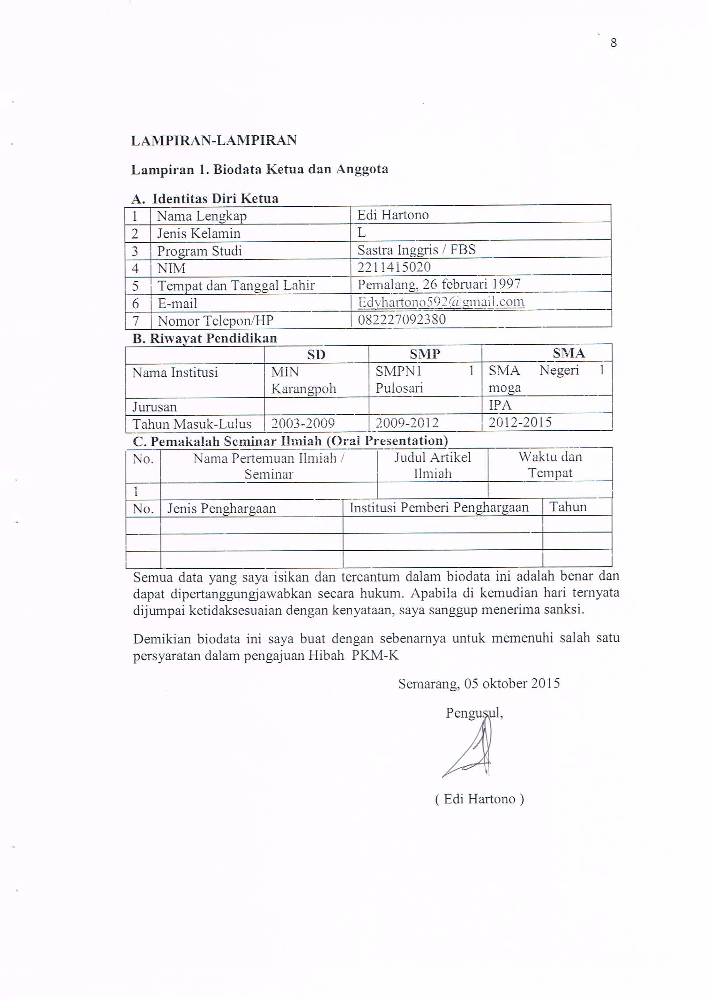 8
LAMPIRAN-LAMPIRAN
Lampiran 1. Biodata Ketua dan Anggota
A. Identitas Diri Ketua
1 Nama Lengkap Edi Hartono
2 Jenis Kelamin L
3 Program Studi Sastra Inggris / FBS
4 NIM 2211415020
5 Tempat dan Tanggal Lahir Pemalang, 26 februari 1997
6 E-mail Edyhartono592@gmail.com
7 Nomor Telepon/HP 082227092380
B. Riwayat Pendidikan
SD SMP SMA
Nama Institusi MIN SMPN1 1 SMA Negeri 1
Karangpoh Pulosari moga
Jurusan IPA
Tahun Masuk-Lulus 2003-2009 2009-2012 2012-2015
C. Pemakalah Seminar Ilmiah (Oral Presentation)
No. Nama Pertemuan Ilmiah / Judul Artikel Waktu dan
Seminar Ilmiah Tempat
1
No. Jenis Penghargaan Institusi Pemberi Penghargaan Tahun
Semua data yang saya isikan dan tercantum dalam biodata ini adalah benar dan
dapat dipertanggungjawabkan secara hukum. Apabila di kemudian hari ternyata
dijumpai ketidaksesuaian dengan kenyataan, saya sanggup menerima sanksi.
Demikian biodata ini saya buat dengan sebenarnya untuk memenuhi salah satu
persyaratan dalam pengajuan Hibah PKM-K
Semarang, 05 oktober 2015
Pengusul,
( Edi Hartono )